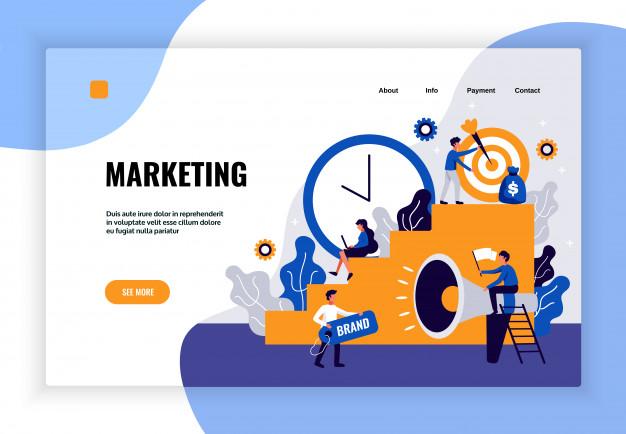 About Info Payment Contact
MARKETING
Duis aute irure dolor in reprehenderit
in voluptate velit esse cillum dolore
eu fugiat nulla pariatur
SEE MORE
$
BRAND